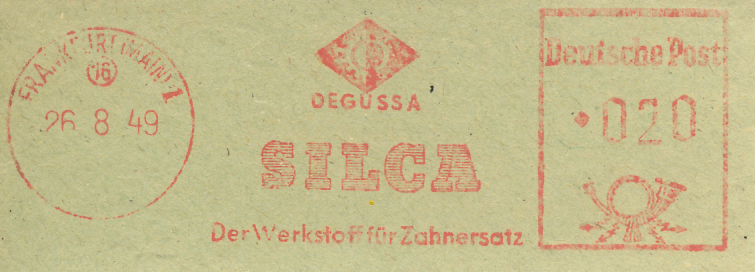 FRANKFURT (MAIN) 1
16
26.8 49
DEGUSSA
SILCA
Der Werkstoff für Zahnersatz
Deutsche Post
020